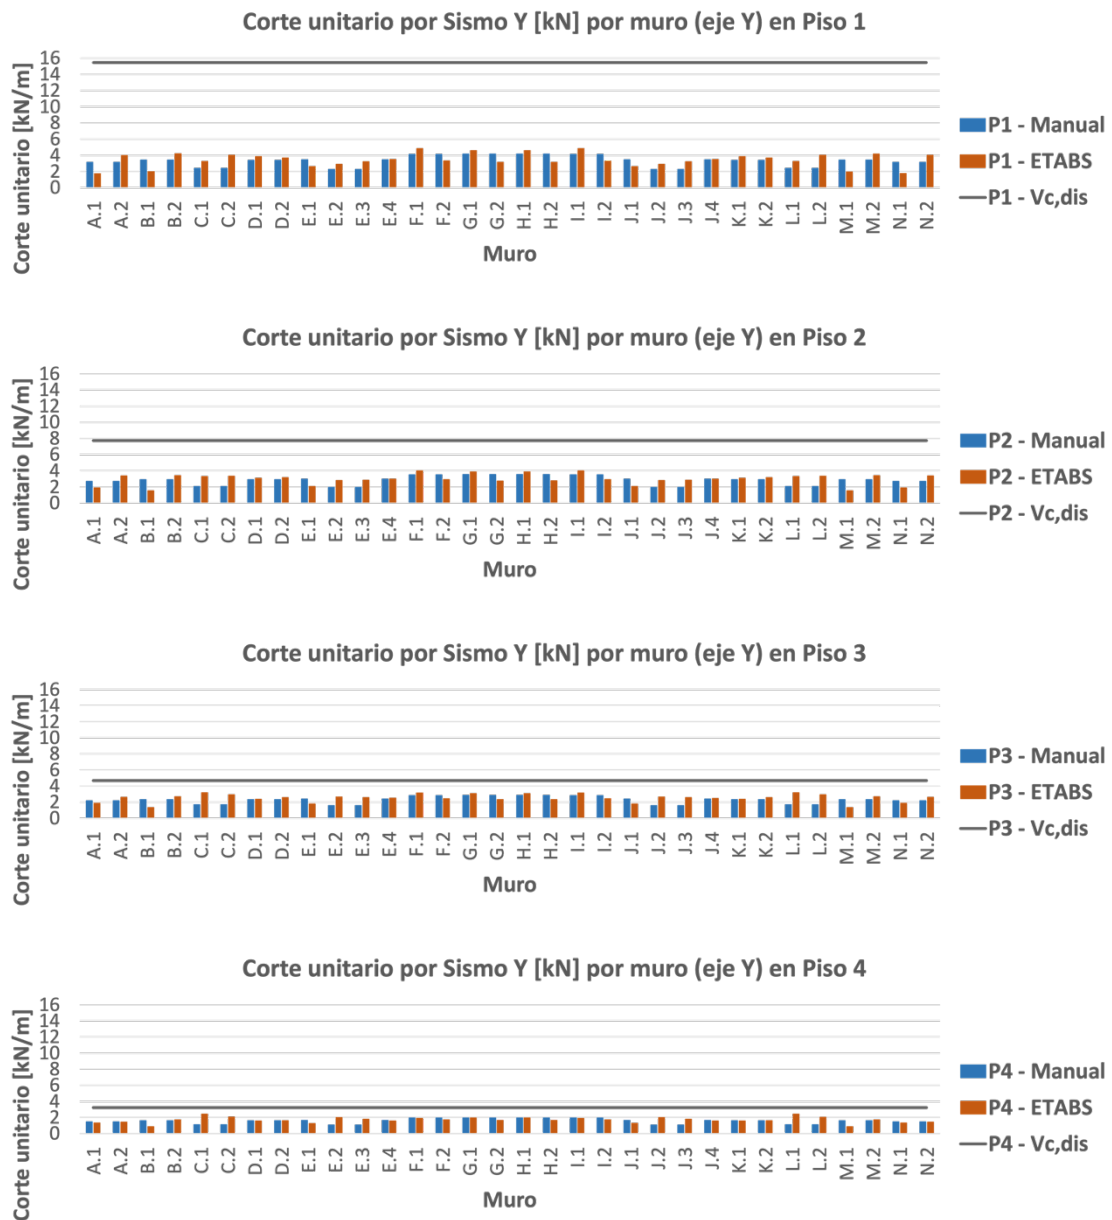 Corte unitario por Sismo Y [kN] por muro (eje Y) en Piso 1
Corte unitario [kN/m]
16
14
12
10
8
6
4
2
0
A.1 A.2 B.1 B.2 C.1 C.2 D.1 D.2 E.1 E.2 E.3 E.4 F.1 F.2 G.1 G.2 H.1 H.2 I.1 I.2 J.1 J.2 J.3 J.4 K.1 K.2 L.1 L.2 M.1 M.2 N.1 N.2
Muro
P1 - Manual
P1 - ETABS
P1 - Vc,dis
Corte unitario por Sismo Y [kN] por muro (eje Y) en Piso 2
Corte unitario [kN/m]
16
14
12
10
8
6
4
2
0
A.1 A.2 B.1 B.2 C.1 C.2 D.1 D.2 E.1 E.2 E.3 E.4 F.1 F.2 G.1 G.2 H.1 H.2 I.1 I.2 J.1 J.2 J.3 J.4 K.1 K.2 L.1 L.2 M.1 M.2 N.1 N.2
Muro
P2 - Manual
P2 - ETABS
P2 - Vc,dis
Corte unitario por Sismo Y [kN] por muro (eje Y) en Piso 3
Corte unitario [kN/m]
16
14
12
10
8
6
4
2
0
A.1 A.2 B.1 B.2 C.1 C.2 D.1 D.2 E.1 E.2 E.3 E.4 F.1 F.2 G.1 G.2 H.1 H.2 I.1 I.2 J.1 J.2 J.3 J.4 K.1 K.2 L.1 L.2 M.1 M.2 N.1 N.2
Muro
P3 - Manual
P3 - ETABS
P3 - Vc,dis
Corte unitario por Sismo Y [kN] por muro (eje Y) en Piso 4
Corte unitario [kN/m]
16
14
12
10
8
6
4
2
0
A.1 A.2 B.1 B.2 C.1 C.2 D.1 D.2 E.1 E.2 E.3 E.4 F.1 F.2 G.1 G.2 H.1 H.2 I.1 I.2 J.1 J.2 J.3 J.4 K.1 K.2 L.1 L.2 M.1 M.2 N.1 N.2
Muro
P4 - Manual
P4 - ETABS
P4 - Vc,dis